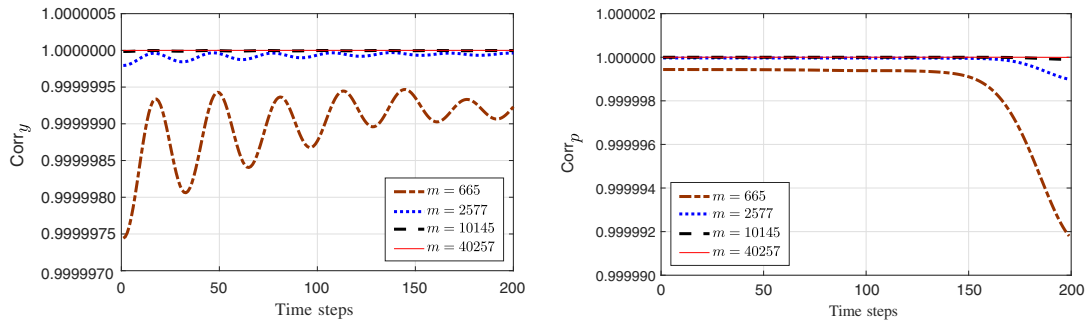 1.0000005
1.0000000
0.9999995
0.9999990
0.9999985
0.9999980
0.9999975
0.9999970
Corr_y
0 50 100 150 200
Time steps
m = 665
m = 2577
m = 10145
m = 40257
1.000002
1.000000
0.999998
0.999996
0.999994
0.999992
0.999990
Corr_p
0 50 100 150 200
Time steps
m = 665
m = 2577
m = 10145
m = 40257